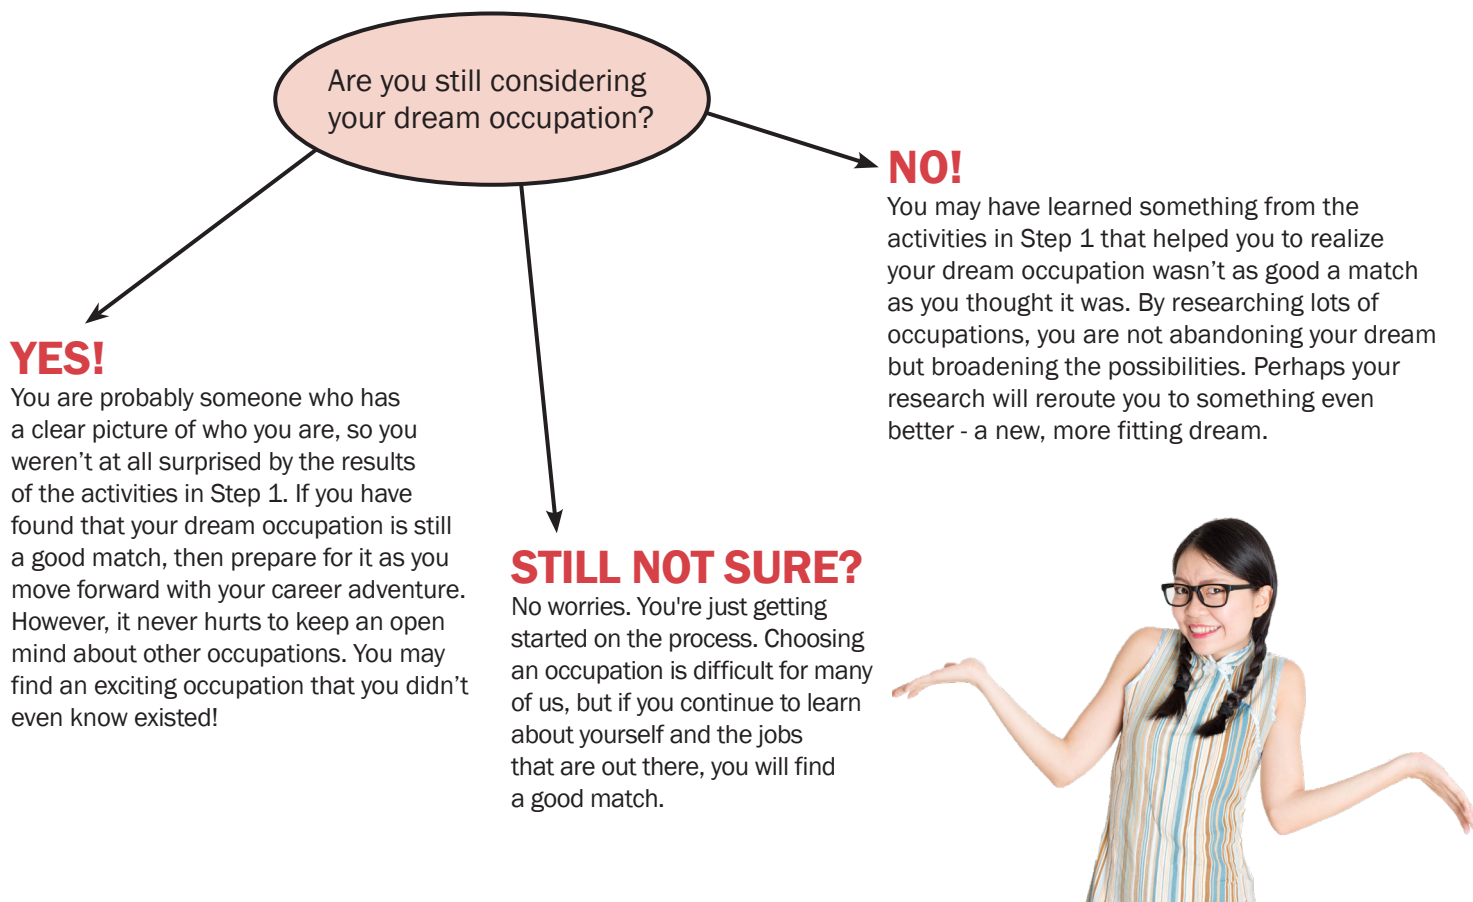 Are you still considering
your dream occupation?
NO!
You may have learned something from the
activities in Step 1 that helped you to realize
your dream occupation wasn't as good a match
as you thought it was. By researching lots of
occupations, you are not abandoning your dream
but broadening the possibilities. Perhaps your
research will reroute you to something even
better - a new, more fitting dream.
YES!
You are probably someone who has
a clear picture of who you are, so you
weren't at all surprised by the results
of the activities in Step 1. If you have
found that your dream occupation is still
a good match, then prepare for it as you
move forward with your career adventure.
However, it never hurts to keep an open
mind about other occupations. You may
find an exciting occupation that you didn't
even know existed!
STILL NOT SURE?
No worries. You're just getting
started on the process. Choosing
an occupation is difficult for many
of us, but if you continue to learn
about yourself and the jobs
that are out there, you will find
a good match.